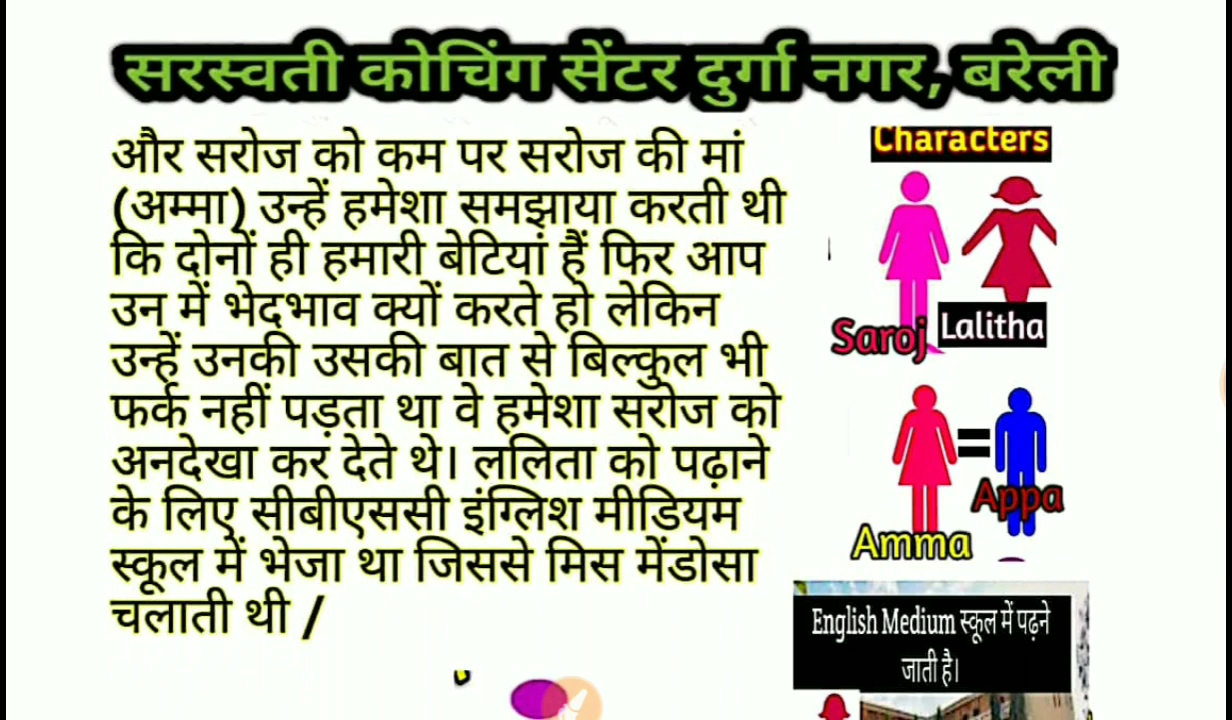 सरस्वती कोचिंग सेंटर दुर्गा नगर, बरेली
और सरोज को कम पर सरोज की मां
(अम्मा) उन्हें हमेशा समझाया करती थी
कि दोनों ही हमारी बेटियां हैं फिर आप
उन में भेदभाव क्यों करते हो लेकिन
उन्हें उनकी उसकी बात से बिल्कुल भी
फर्क नहीं पड़ता था वे हमेशा सरोज को
अनदेखा कर देते थे। ललिता को पढ़ाने
के लिए सीबीएससी इंग्लिश मीडियम
स्कूल में भेजा था जिससे मिस मेंडोसा
चलाती थी /
Characters
Saroj
Lalitha
=
Appa
Amma
English Medium स्कूल में पढ़ने
जाती है।